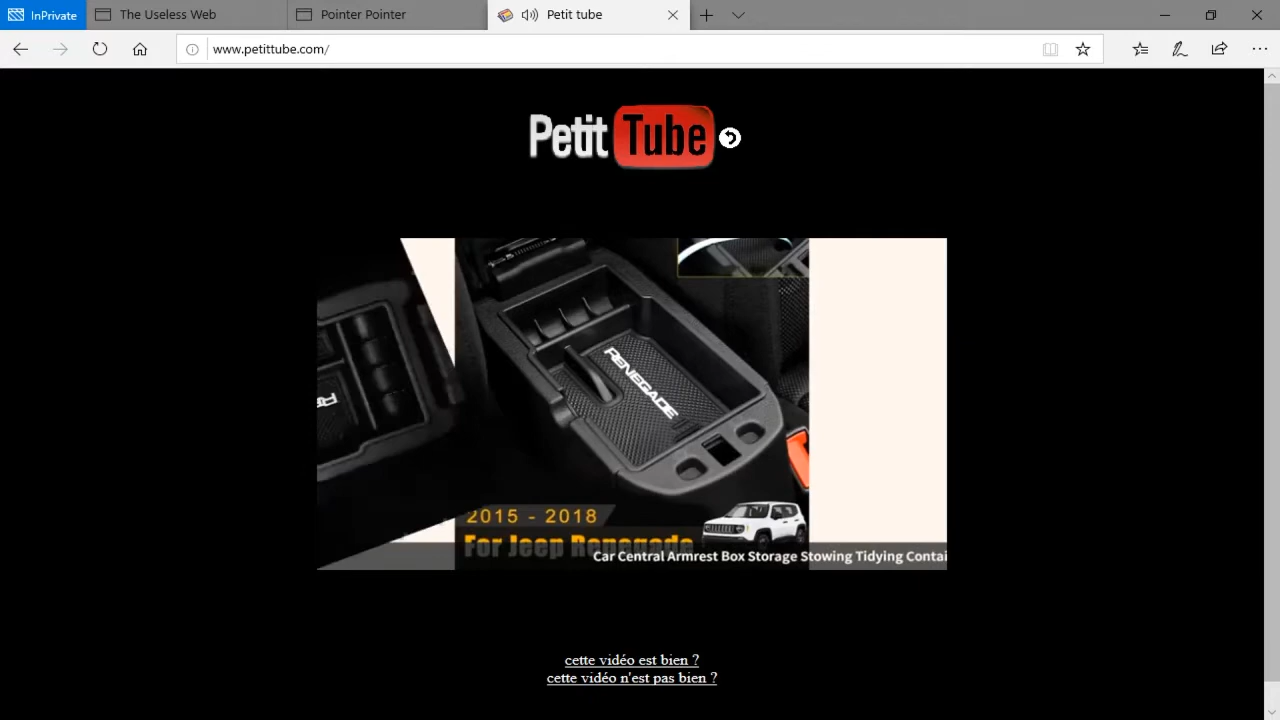 InPrivate
The Useless Web
Pointer Pointer
Petit tube
www.petittube.com/
Petit Tube
RENEGADE
2015 - 2018
For Jeep Renegade
Car Central Armrest Box Storage Stowing Tidying Contai
cette vidéo est bien ?
cette vidéo n'est pas bien ?